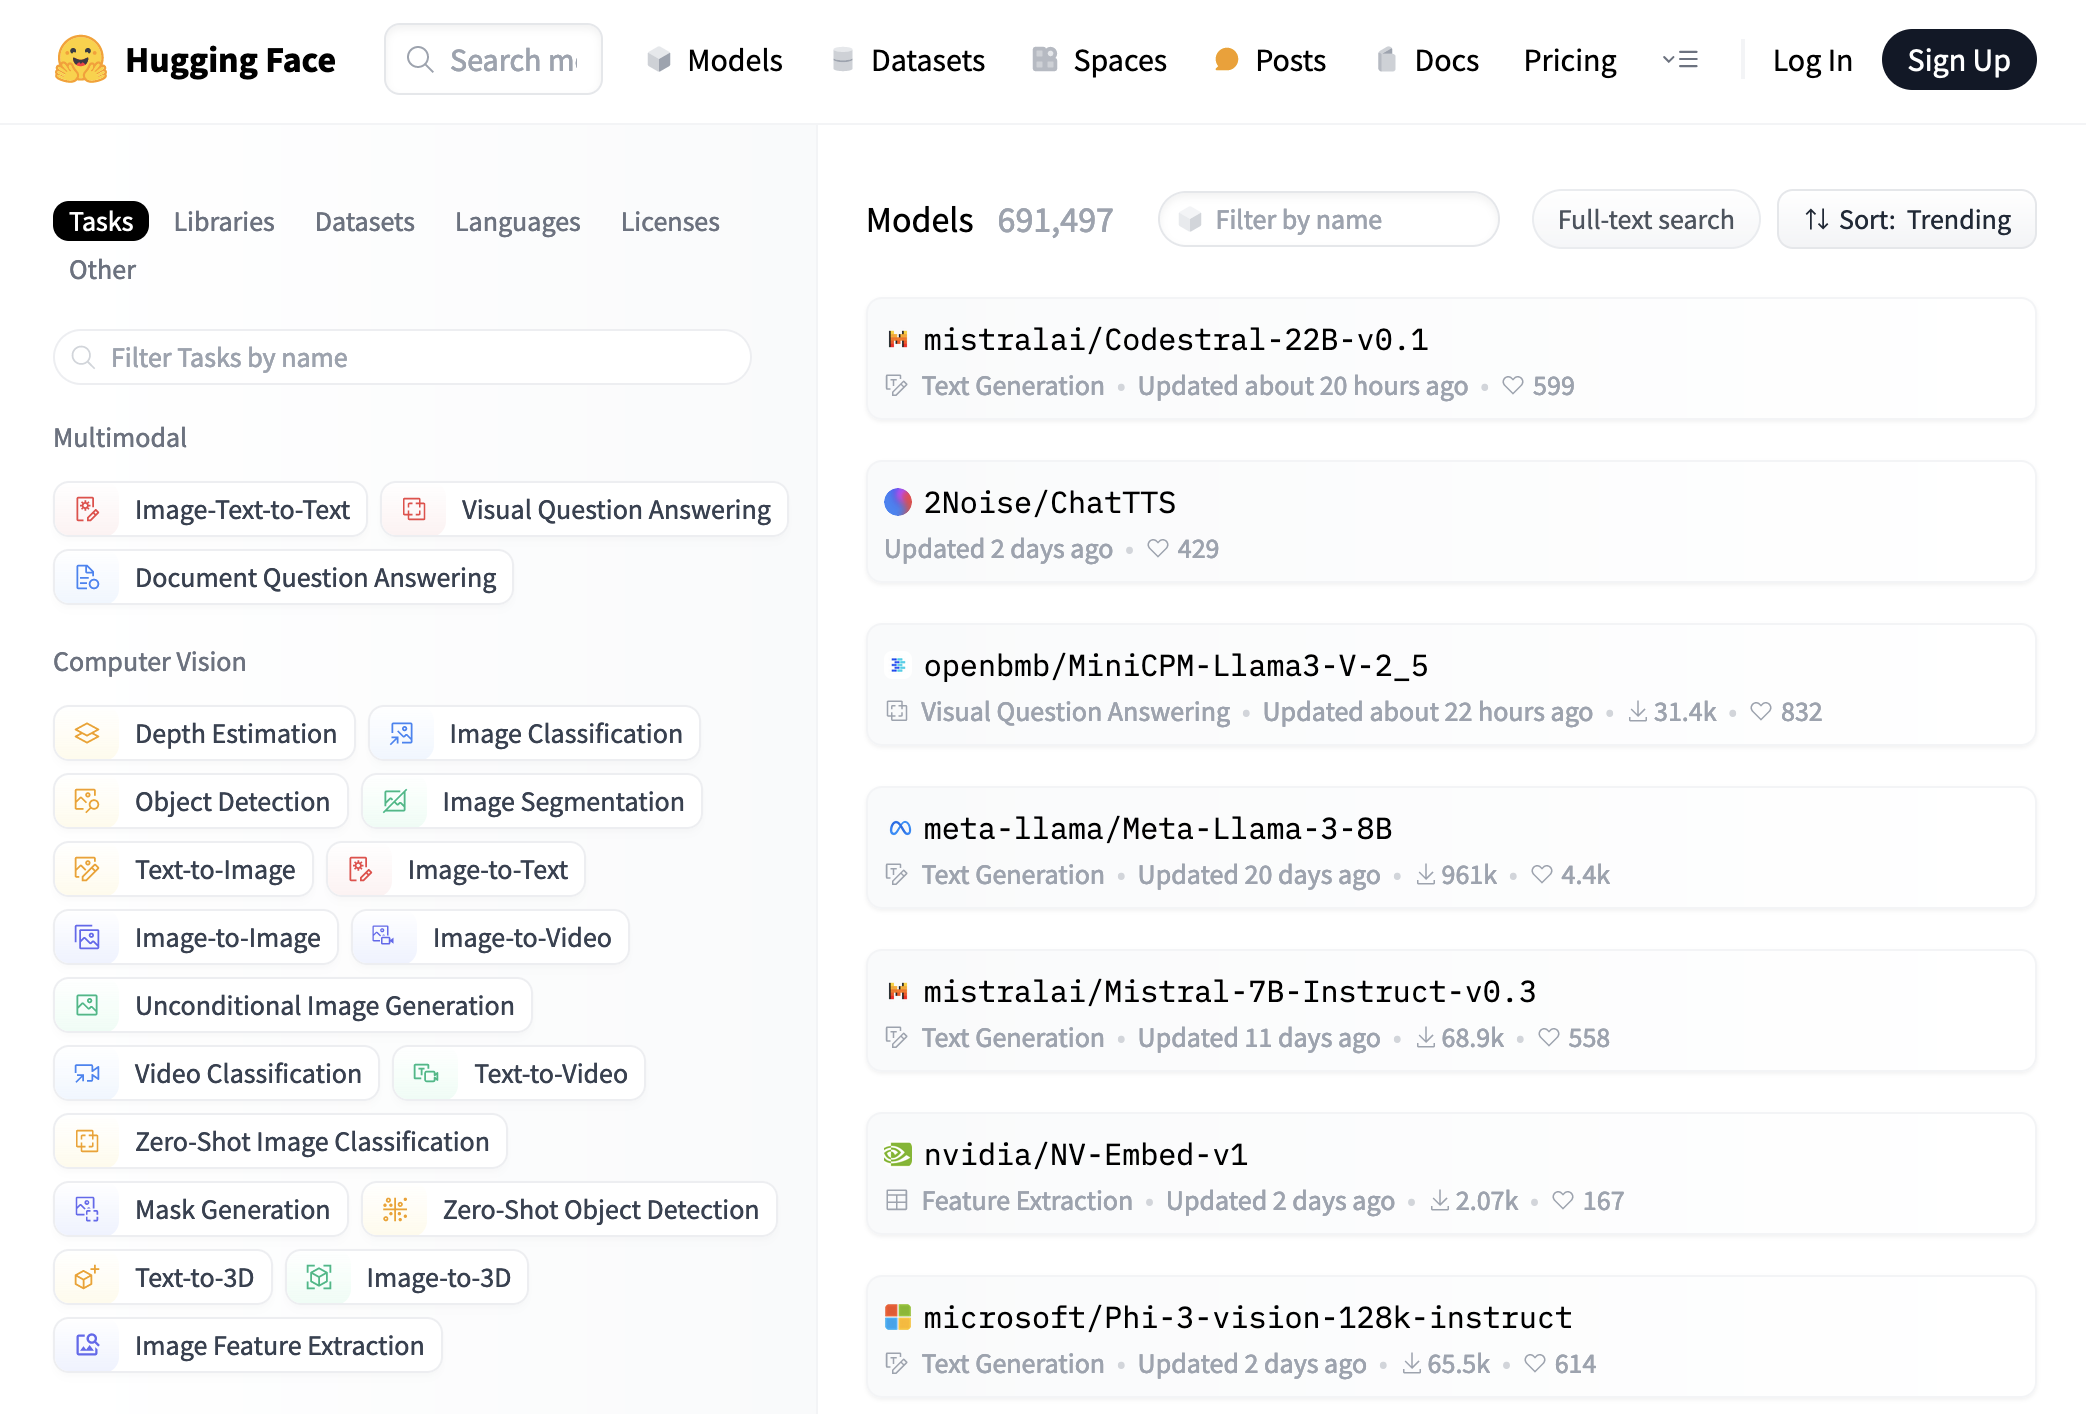 Hugging Face Search mo Models Datasets Spaces Posts Docs Pricing Log In Sign Up
Tasks Libraries Datasets Languages Licenses
Other
Filter Tasks by name
Multimodal
Image-Text-to-Text Visual Question Answering
Document Question Answering
Computer Vision
Depth Estimation Image Classification
Object Detection Image Segmentation
Text-to-Image Image-to-Text
Image-to-Image Image-to-Video
Unconditional Image Generation
Video Classification Text-to-Video
Zero-Shot Image Classification
Mask Generation Zero-Shot Object Detection
Text-to-3D Image-to-3D
Image Feature Extraction
Models 691,497 Filter by name Full-text search Sort: Trending
mistralai/Codestral-22B-v0.1
Text Generation • Updated about 20 hours ago • 599
2Noise/ChatTTS
Updated 2 days ago • 429
openbmb/MiniCPM-Llama3-V-2_5
Visual Question Answering • Updated about 22 hours ago • 31.4k • 832
meta-llama/Meta-Llama-3-8B
Text Generation • Updated 20 days ago • 961k • 4.4k
mistralai/Mistral-7B-Instruct-v0.3
Text Generation • Updated 11 days ago • 68.9k • 558
nvidia/NV-Embed-v1
Feature Extraction • Updated 2 days ago • 2.07k • 167
microsoft/Phi-3-vision-128k-instruct
Text Generation • Updated 2 days ago • 65.5k • 614